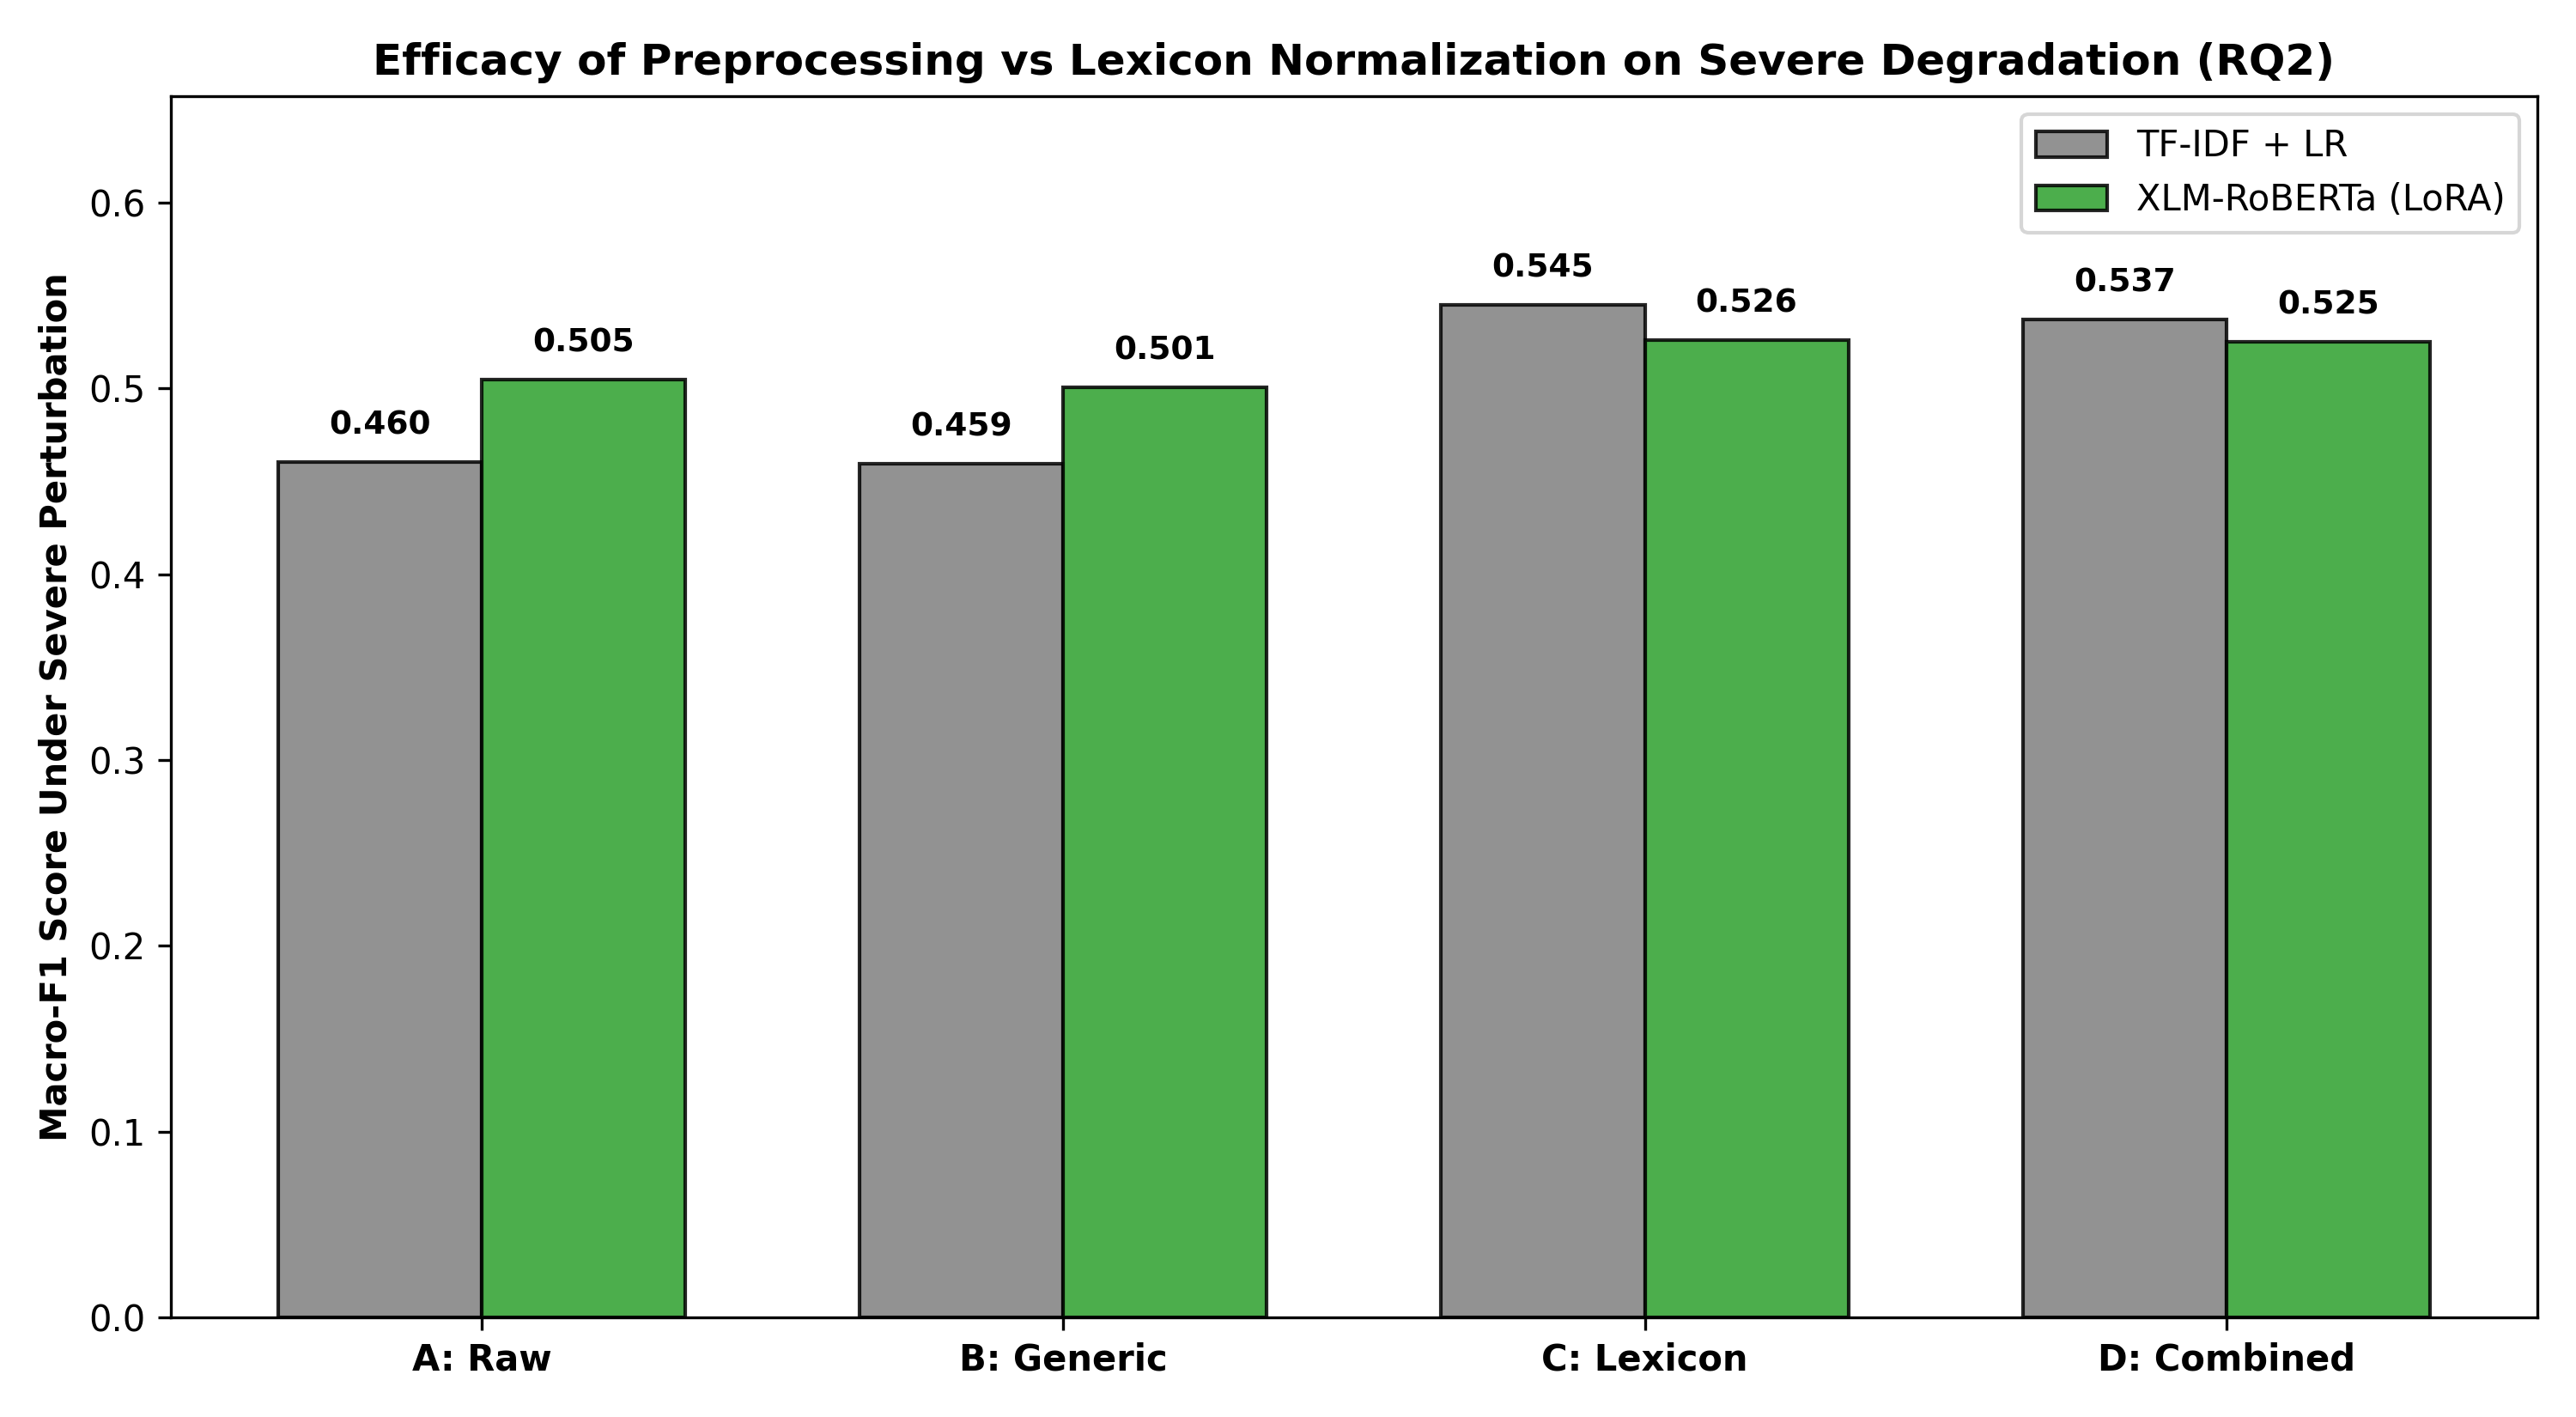 Efficacy of Preprocessing vs Lexicon Normalization on Severe Degradation (RQ2)
TF-IDF + LR
XLM-RoBERTa (LoRA)
Macro-F1 Score Under Severe Perturbation
0.6
0.5
0.4
0.3
0.2
0.1
0.0
0.460
0.505
0.459
0.501
0.545
0.526
0.537
0.525
A: Raw
B: Generic
C: Lexicon
D: Combined